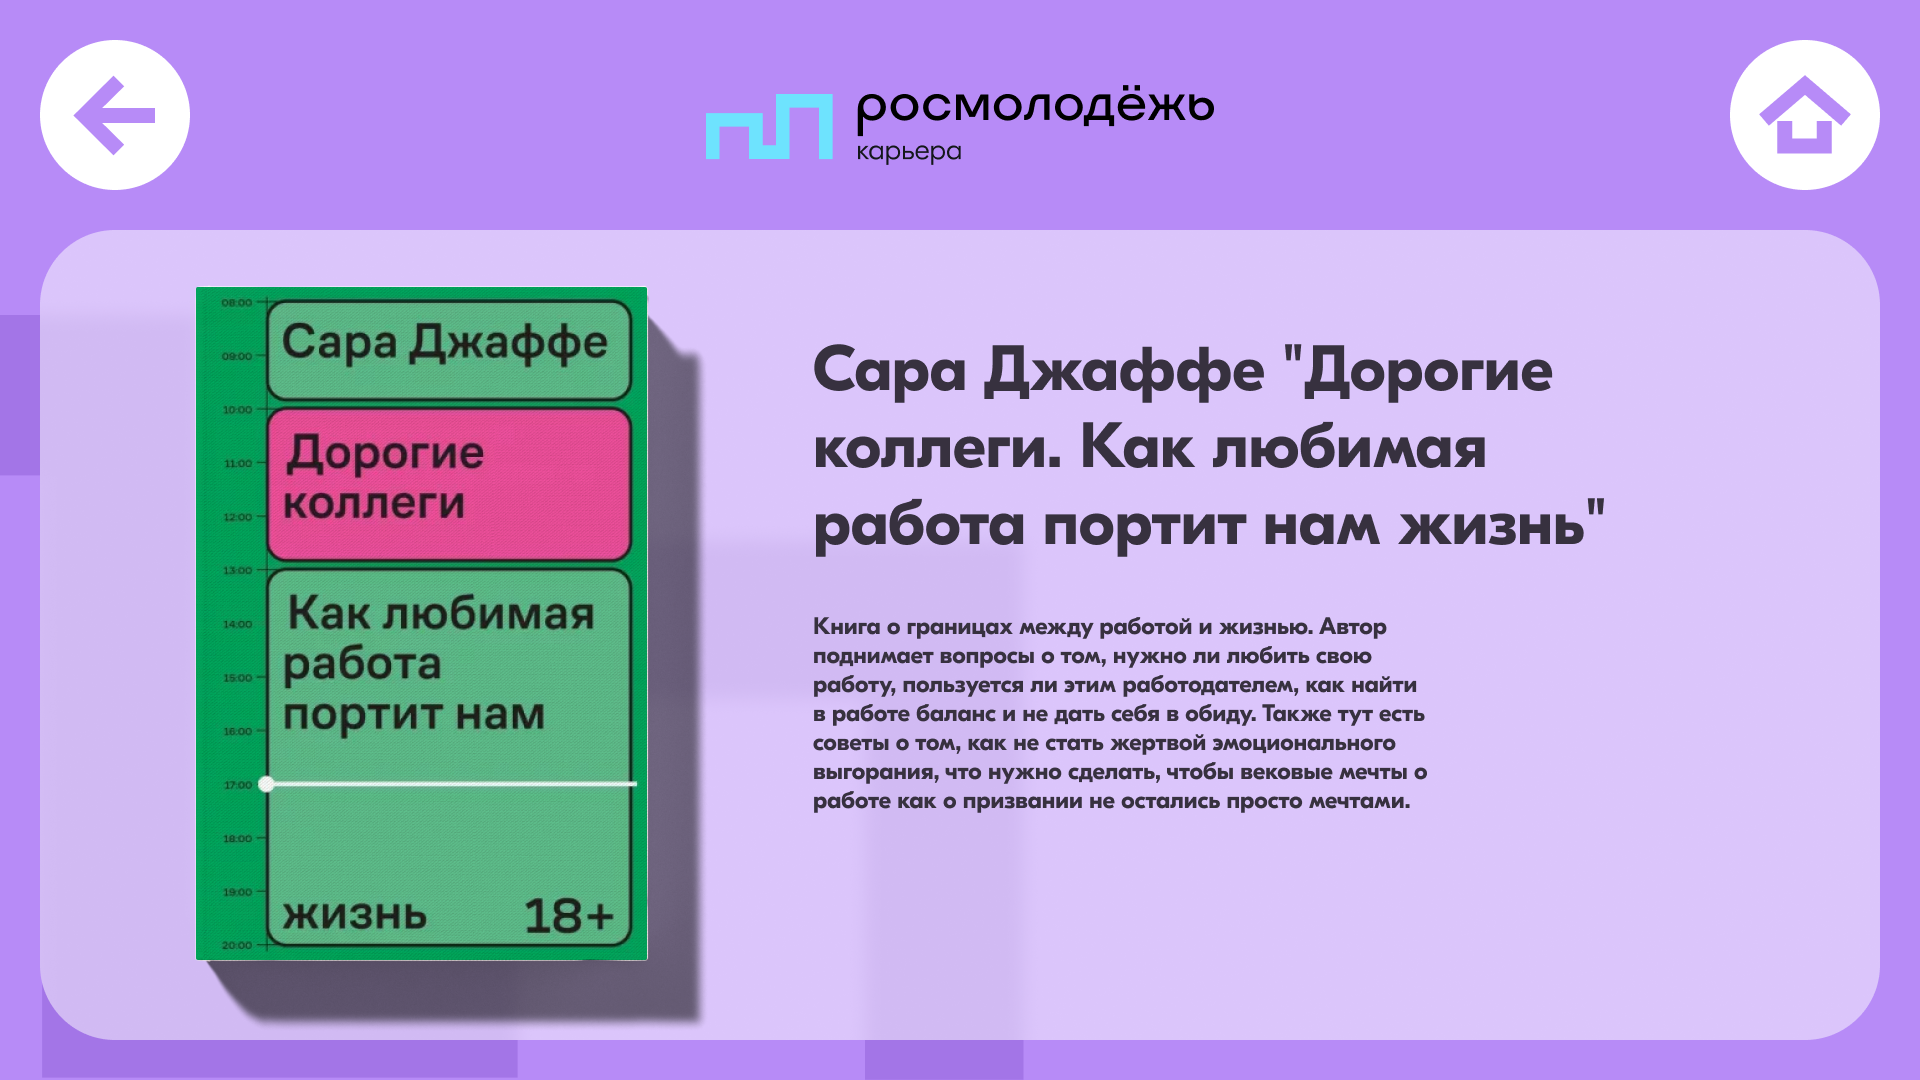 росмолодёжь
карьера
08:00
Сара Джаффе
09:00
10:00
Дорогие
11:00
коллеги
12:00
13:00
Как любимая
14:00
работа
15:00
портит нам
16:00
17:00
18:00
19:00
жизнь 18+
20:00
Сара Джаффе "Дорогие
коллеги. Как любимая
работа портит нам жизнь"
Книга о границах между работой и жизнью. Автор
поднимает вопросы о том, нужно ли любить свою
работу, пользуется ли этим работодателем, как найти
в работе баланс и не дать себя в обиду. Также тут есть
советы о том, как не стать жертвой эмоционального
выгорания, что нужно сделать, чтобы вековые мечты о
работе как о призвании не остались просто мечтами.